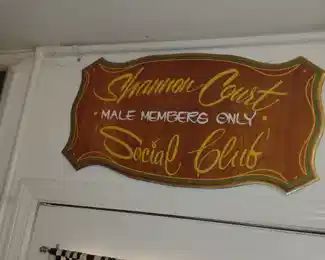 Shannon Court
• MALE MEMBERS ONLY •
Social Club